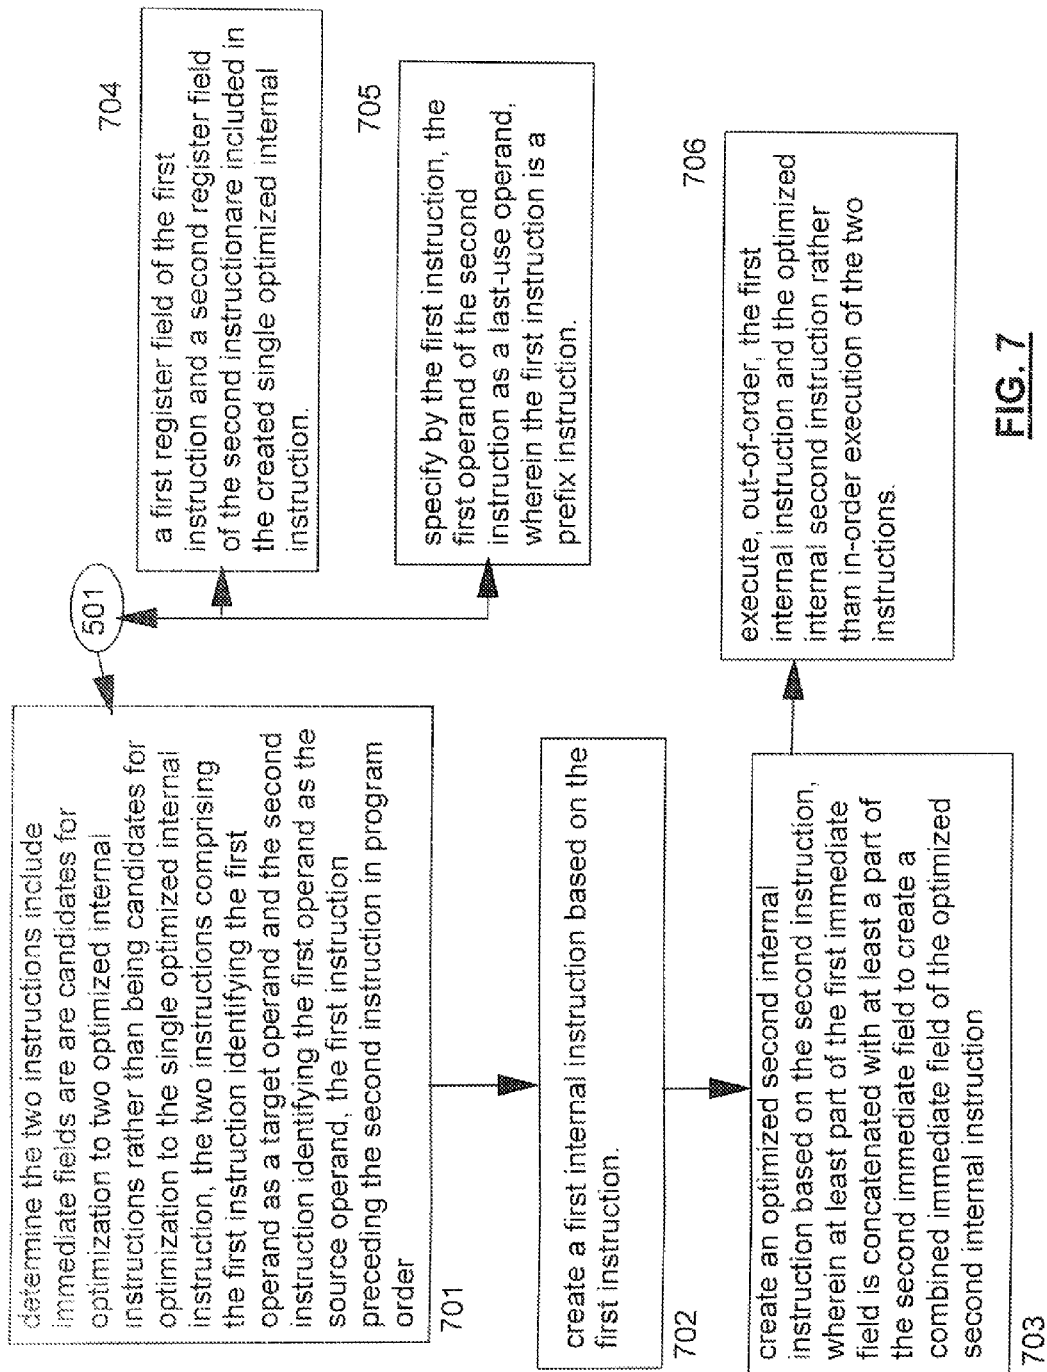 501
determine the two instructions include
immediate fields are are candidates for
optimization to two optimized internal
instructions rather than being candidates for
optimization to the single optimized internal
instruction, the two instructions comprising
the first instruction identifying the first
operand as a target operand and the second
instruction identifying the first operand as the
source operand, the first instruction
preceding the second instruction in program
order
701
create a first internal instruction based on the
first instruction.
702
create an optimized second internal
instruction based on the second instruction,
wherein at least part of the first immediate
field is concatenated with at least a part of
the second immediate field to create a
combined immediate field of the optimized
second internal instruction
703
704
a first register field of the first
instruction and a second register field
of the second instructionare included in
the created single optimized internal
instruction.
705
specify by the first instruction, the
first operand of the second
instruction as a last-use operand,
wherein the first instruction is a
prefix instruction.
706
execute, out-of-order, the first
internal instruction and the optimized
internal second instruction rather
than in-order execution of the two
instructions.
FIG. 7